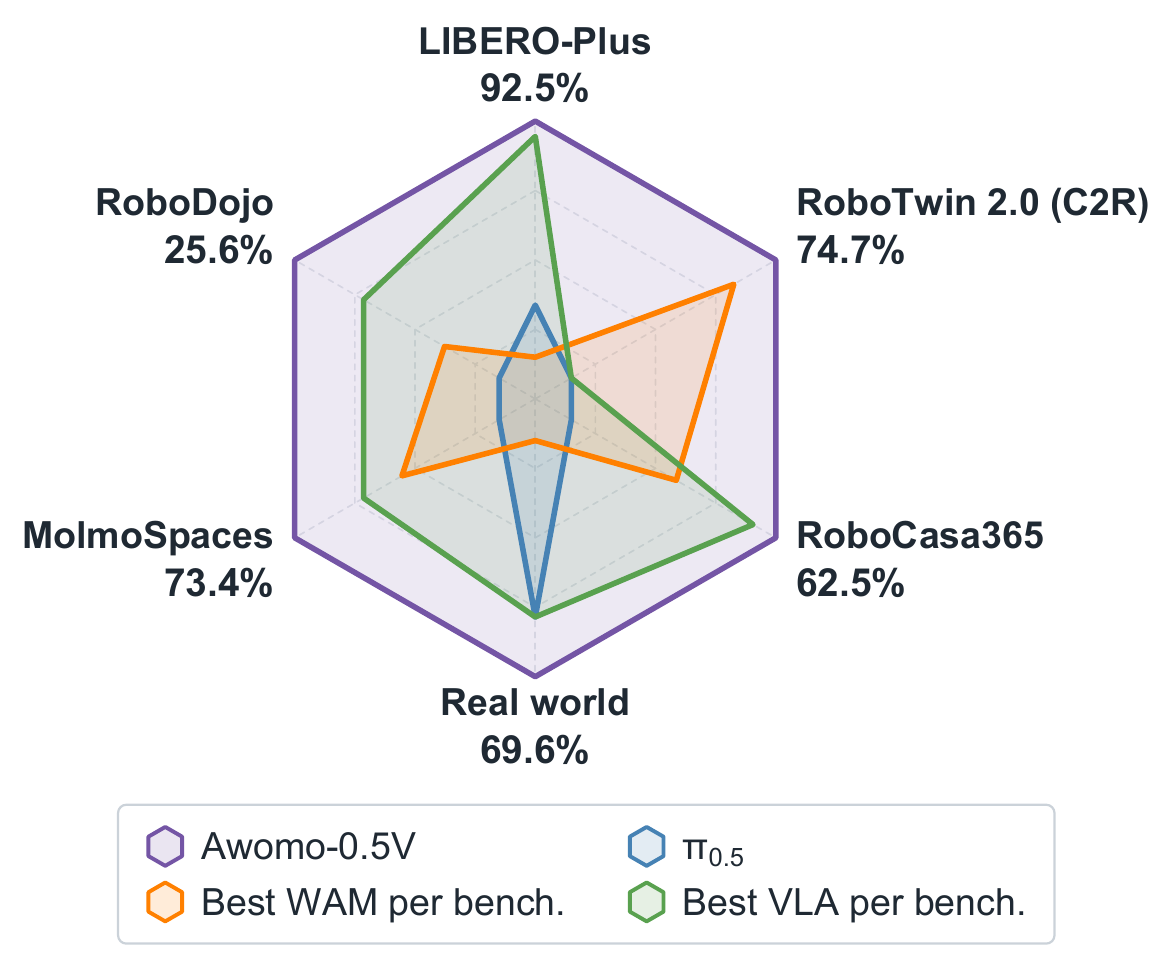 LIBERO-Plus
92.5%
RoboDojo
25.6%
RoboTwin 2.0 (C2R)
74.7%
MolmoSpaces
73.4%
RoboCasa365
62.5%
Real world
69.6%
Awomo-0.5V
π0.5
Best WAM per bench.
Best VLA per bench.